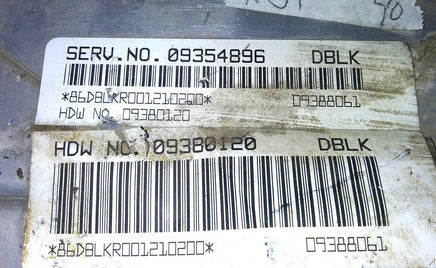 SERV.NO. 09354896 DBLK
*86DBLKR001210200* 09388061
HDW NO. 09380120
HDW NO. 09380120 DBLK
*86DBLKR001210200* 09388061